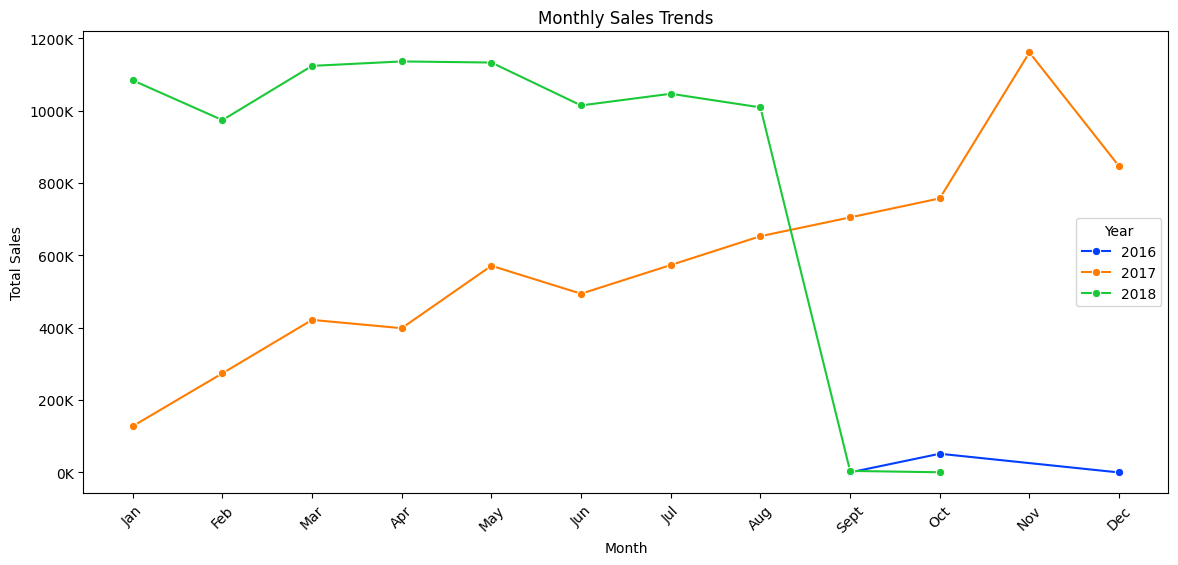 Monthly Sales Trends
1200K
1000K
800K
600K
400K
200K
0K
Total Sales
Year
2016
2017
2018
Jan
Feb
Mar
Apr
May
Jun
Jul
Aug
Sept
Oct
Nov
Dec
Month